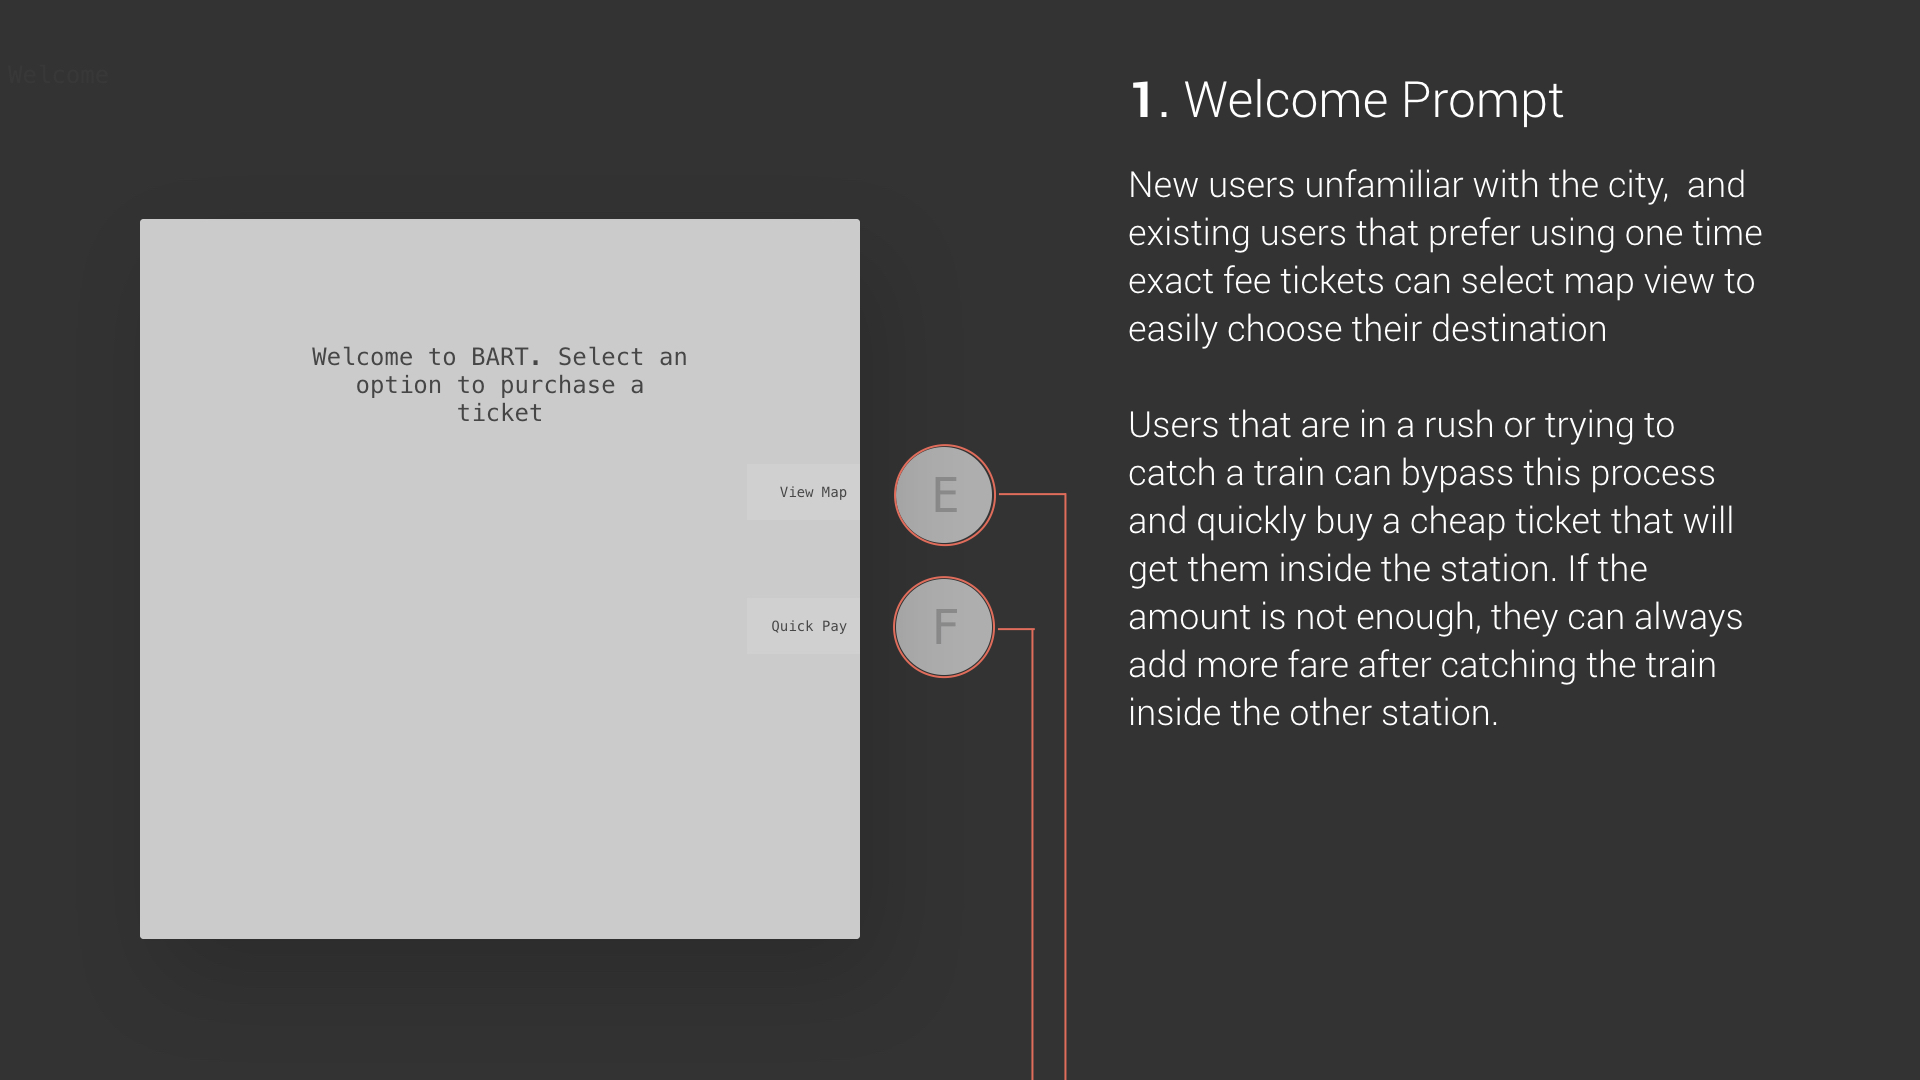 Welcome
1. Welcome Prompt
New users unfamiliar with the city,  and
existing users that prefer using one time
exact fee tickets can select map view to
easily choose their destination
Users that are in a rush or trying to
catch a train can bypass this process
and quickly buy a cheap ticket that will
get them inside the station. If the
amount is not enough, they can always
add more fare after catching the train
inside the other station.
Welcome to BART. Select an
option to purchase a
ticket
View Map
E
Quick Pay
F